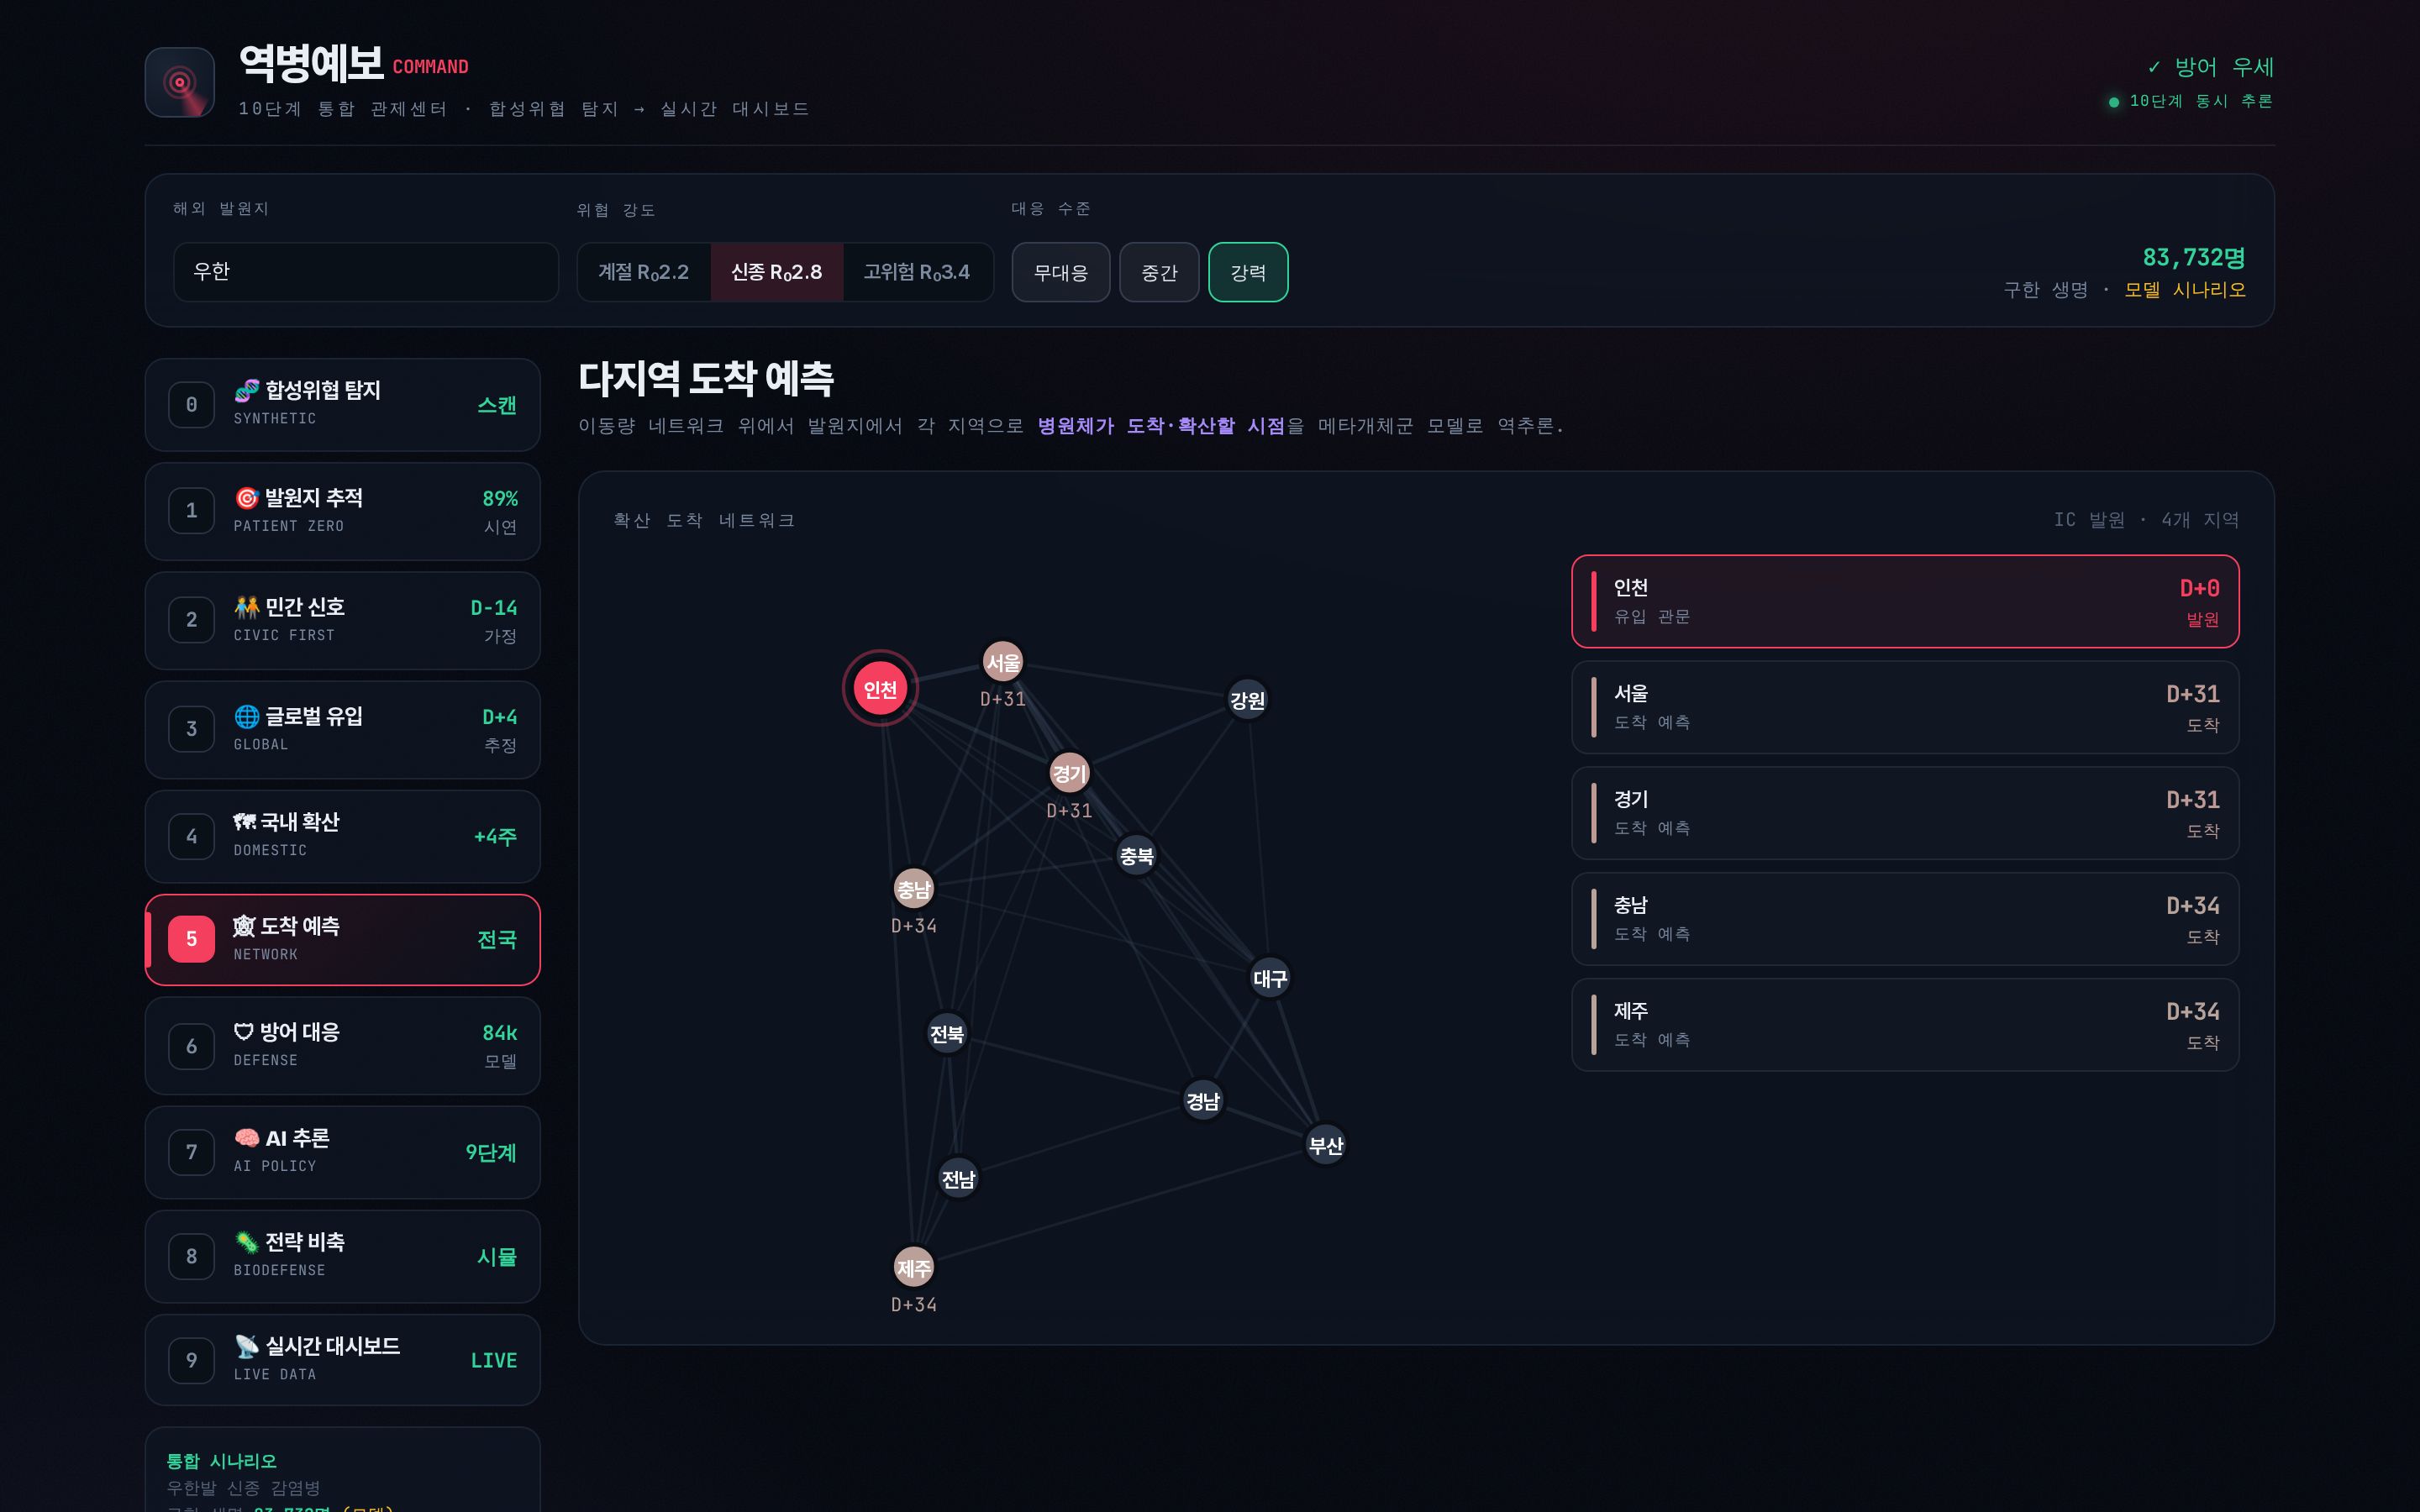 역병예보 COMMAND
10단계 통합 관제센터 · 합성위협 탐지 → 실시간 대시보드
✓ 방어 우세
10단계 동시 추론
해외 발원지
우한
위협 강도
계절 R₀2.2
신종 R₀2.8
고위험 R₀3.4
대응 수준
무대응
중간
강력
83,732명
구한 생명 · 모델 시나리오
0
🧬 합성위협 탐지
SYNTHETIC
스캔
1
🎯 발원지 추적
PATIENT ZERO
89%
시연
2
🧑‍🤝‍🧑 민간 신호
CIVIC FIRST
D-14
가정
3
🌐 글로벌 유입
GLOBAL
D+4
추정
4
🗺 국내 확산
DOMESTIC
+4주
5
🕸 도착 예측
NETWORK
전국
6
🛡 방어 대응
DEFENSE
84k
모델
7
🧠 AI 추론
AI POLICY
9단계
8
🦠 전략 비축
BIODEFENSE
시뮬
9
📡 실시간 대시보드
LIVE DATA
LIVE
통합 시나리오
우한발 신종 감염병
구한 생명 83,732명 (모델)
다지역 도착 예측
이동량 네트워크 위에서 발원지에서 각 지역으로 병원체가 도착·확산할 시점을 메타개체군 모델로 역추론.
확산 도착 네트워크
IC 발원 · 4개 지역
인천
서울
D+31
강원
경기
D+31
충북
충남
D+34
대구
전북
경남
부산
전남
제주
D+34
인천
유입 관문
D+0
발원
서울
도착 예측
D+31
도착
경기
도착 예측
D+31
도착
충남
도착 예측
D+34
도착
제주
도착 예측
D+34
도착